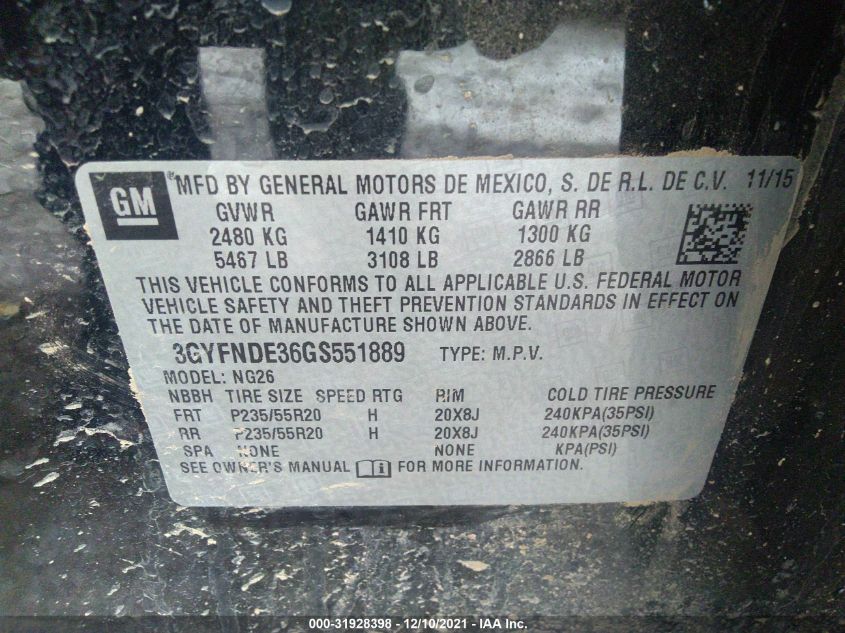 GM ® MFD BY GENERAL MOTORS DE MEXICO, S. DE R.L. DE C.V. 11/15
GVWR GAWR FRT GAWR RR
2480 KG 1410 KG 1300 KG
5467 LB 3108 LB 2866 LB
THIS VEHICLE CONFORMS TO ALL APPLICABLE U.S. FEDERAL MOTOR
VEHICLE SAFETY AND THEFT PREVENTION STANDARDS IN EFFECT ON
THE DATE OF MANUFACTURE SHOWN ABOVE.
3GYFNDE36GS551889 TYPE: M.P.V.
MODEL: NG26
NBBH TIRE SIZE SPEED RTG RIM COLD TIRE PRESSURE
FRT P235/55R20 H 20X8J 240KPA(35PSI)
RR P235/55R20 H 20X8J 240KPA(35PSI)
SPA NONE NONE KPA(PSI)
SEE OWNER'S MANUAL i FOR MORE INFORMATION.
000-31928398 - 12/10/2021 - IAA Inc.